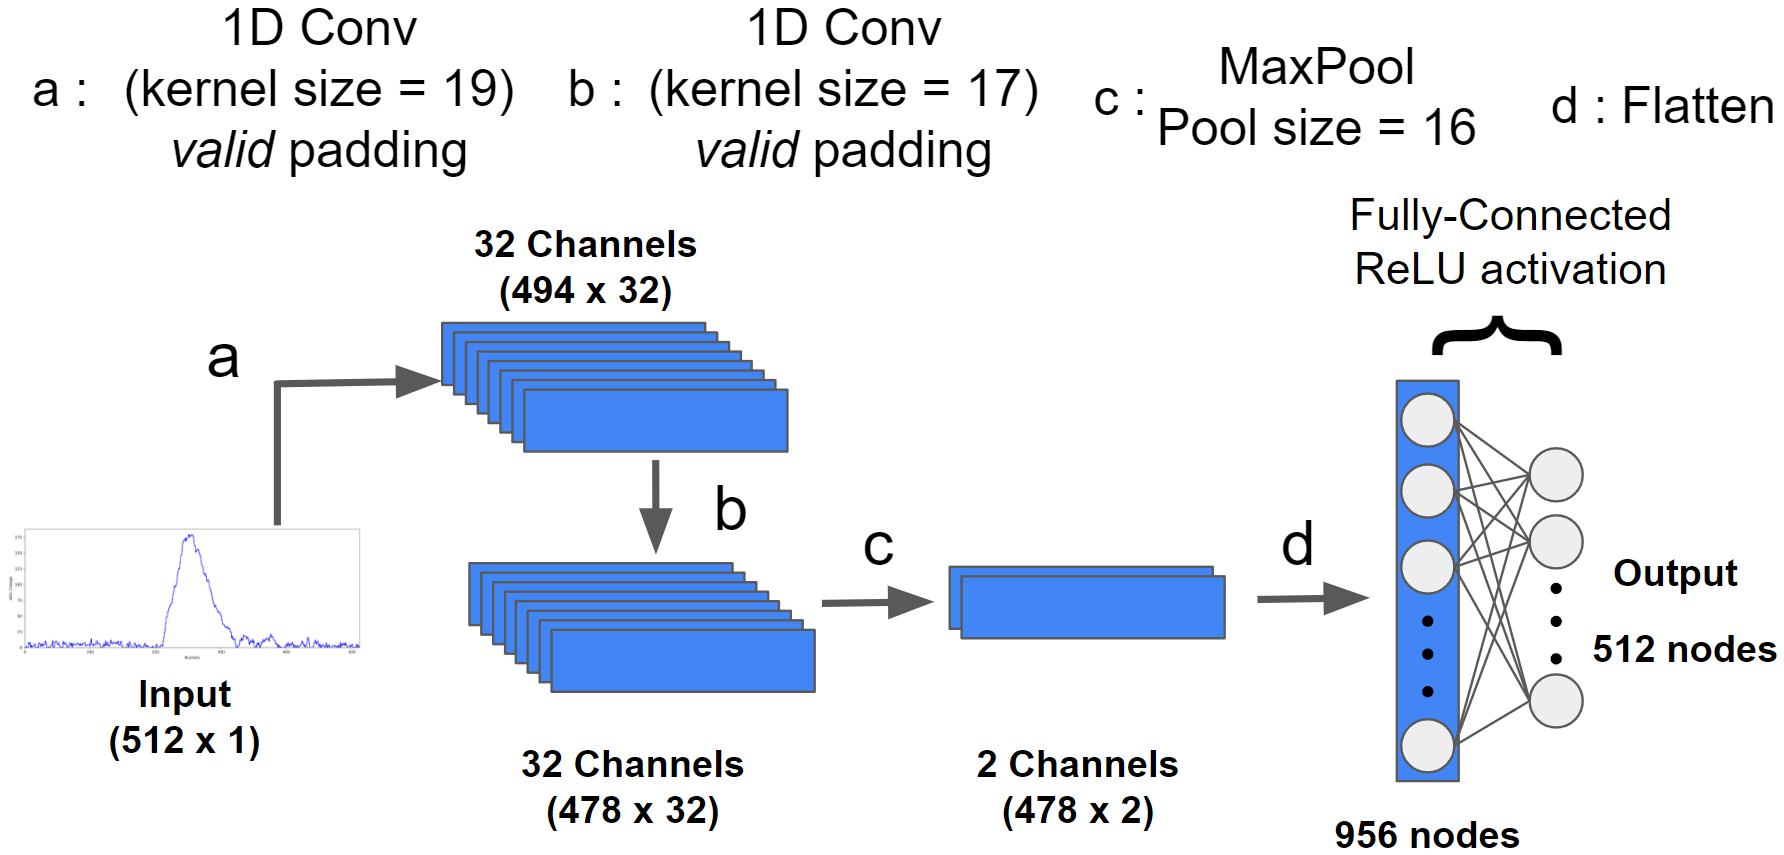 a : 1D Conv
(kernel size = 19)
valid padding
b : 1D Conv
(kernel size = 17)
valid padding
c : MaxPool
Pool size = 16
d : Flatten
Fully-Connected
ReLU activation
32 Channels
(494 x 32)
a
b
c
d
Input
(512 x 1)
32 Channels
(478 x 32)
2 Channels
(478 x 2)
956 nodes
Output
512 nodes